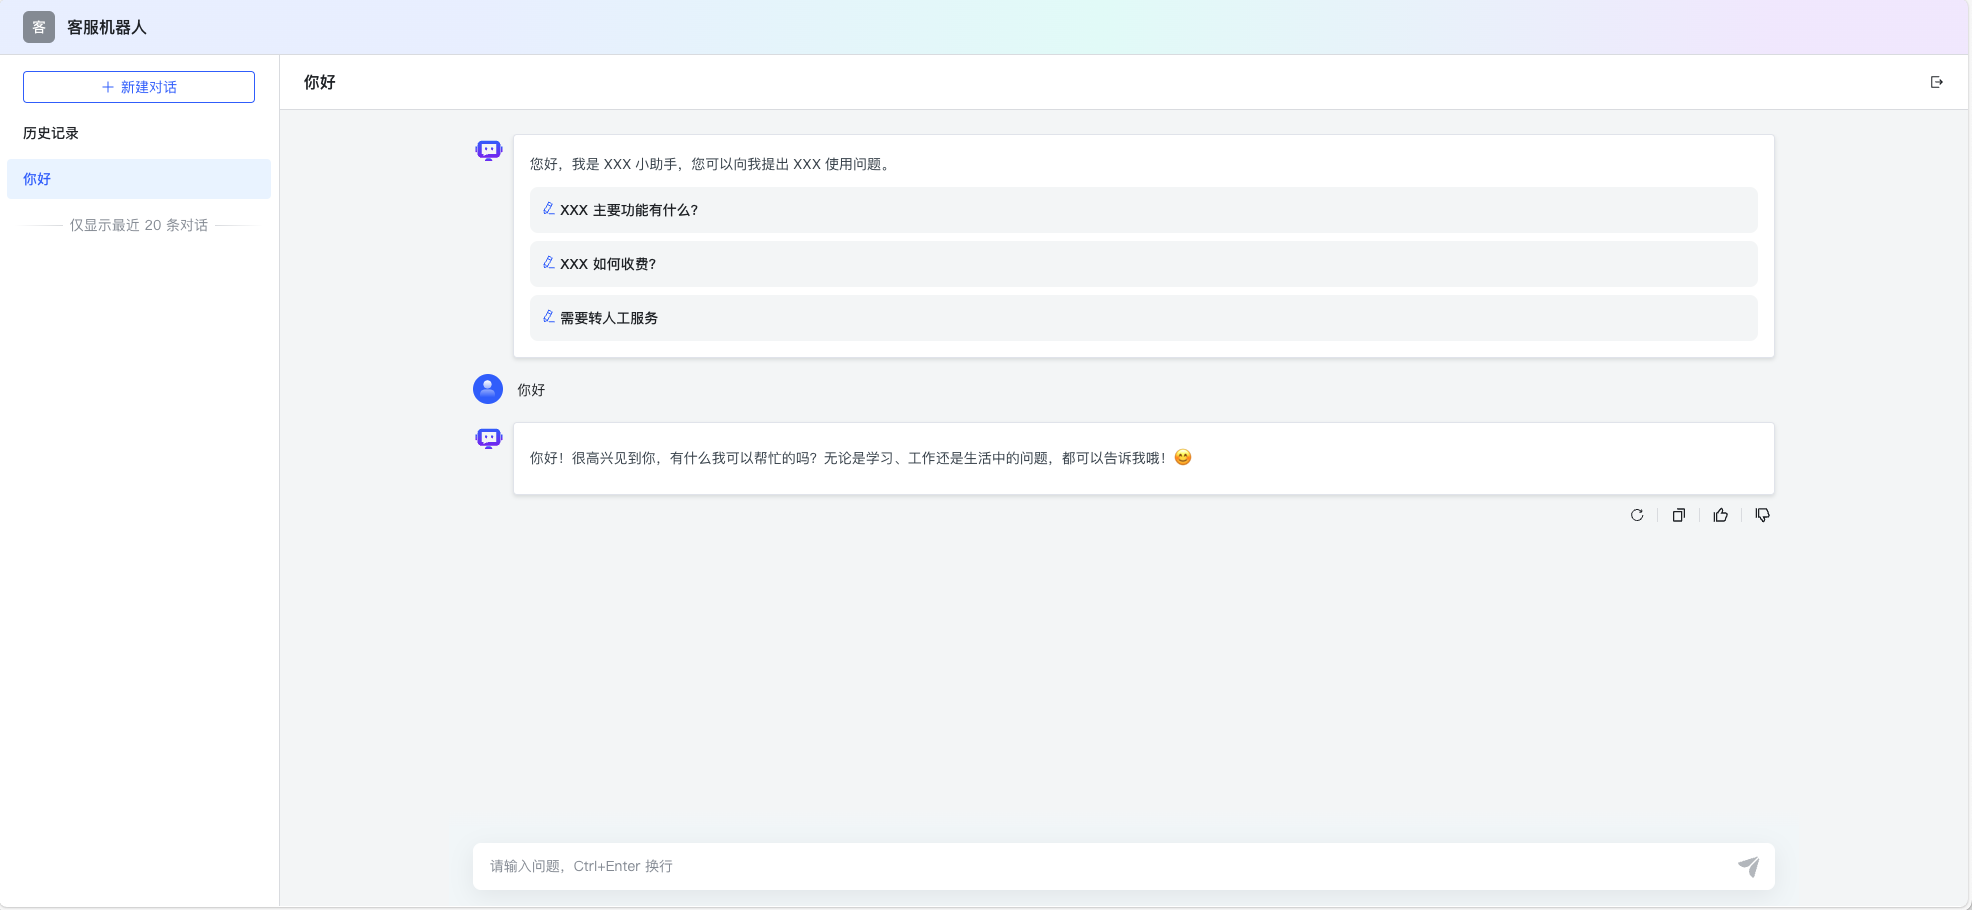 客 客服机器人
新建对话
历史记录
你好
仅显示最近 20 条对话
你好
您好，我是 XXX 小助手，您可以向我提出 XXX 使用问题。
XXX 主要功能有什么?
XXX 如何收费?
需要转人工服务
你好
你好！很高兴见到你，有什么我可以帮忙的吗？无论是学习、工作还是生活中的问题，都可以告诉我哦！😊
请输入问题，Ctrl+Enter 换行